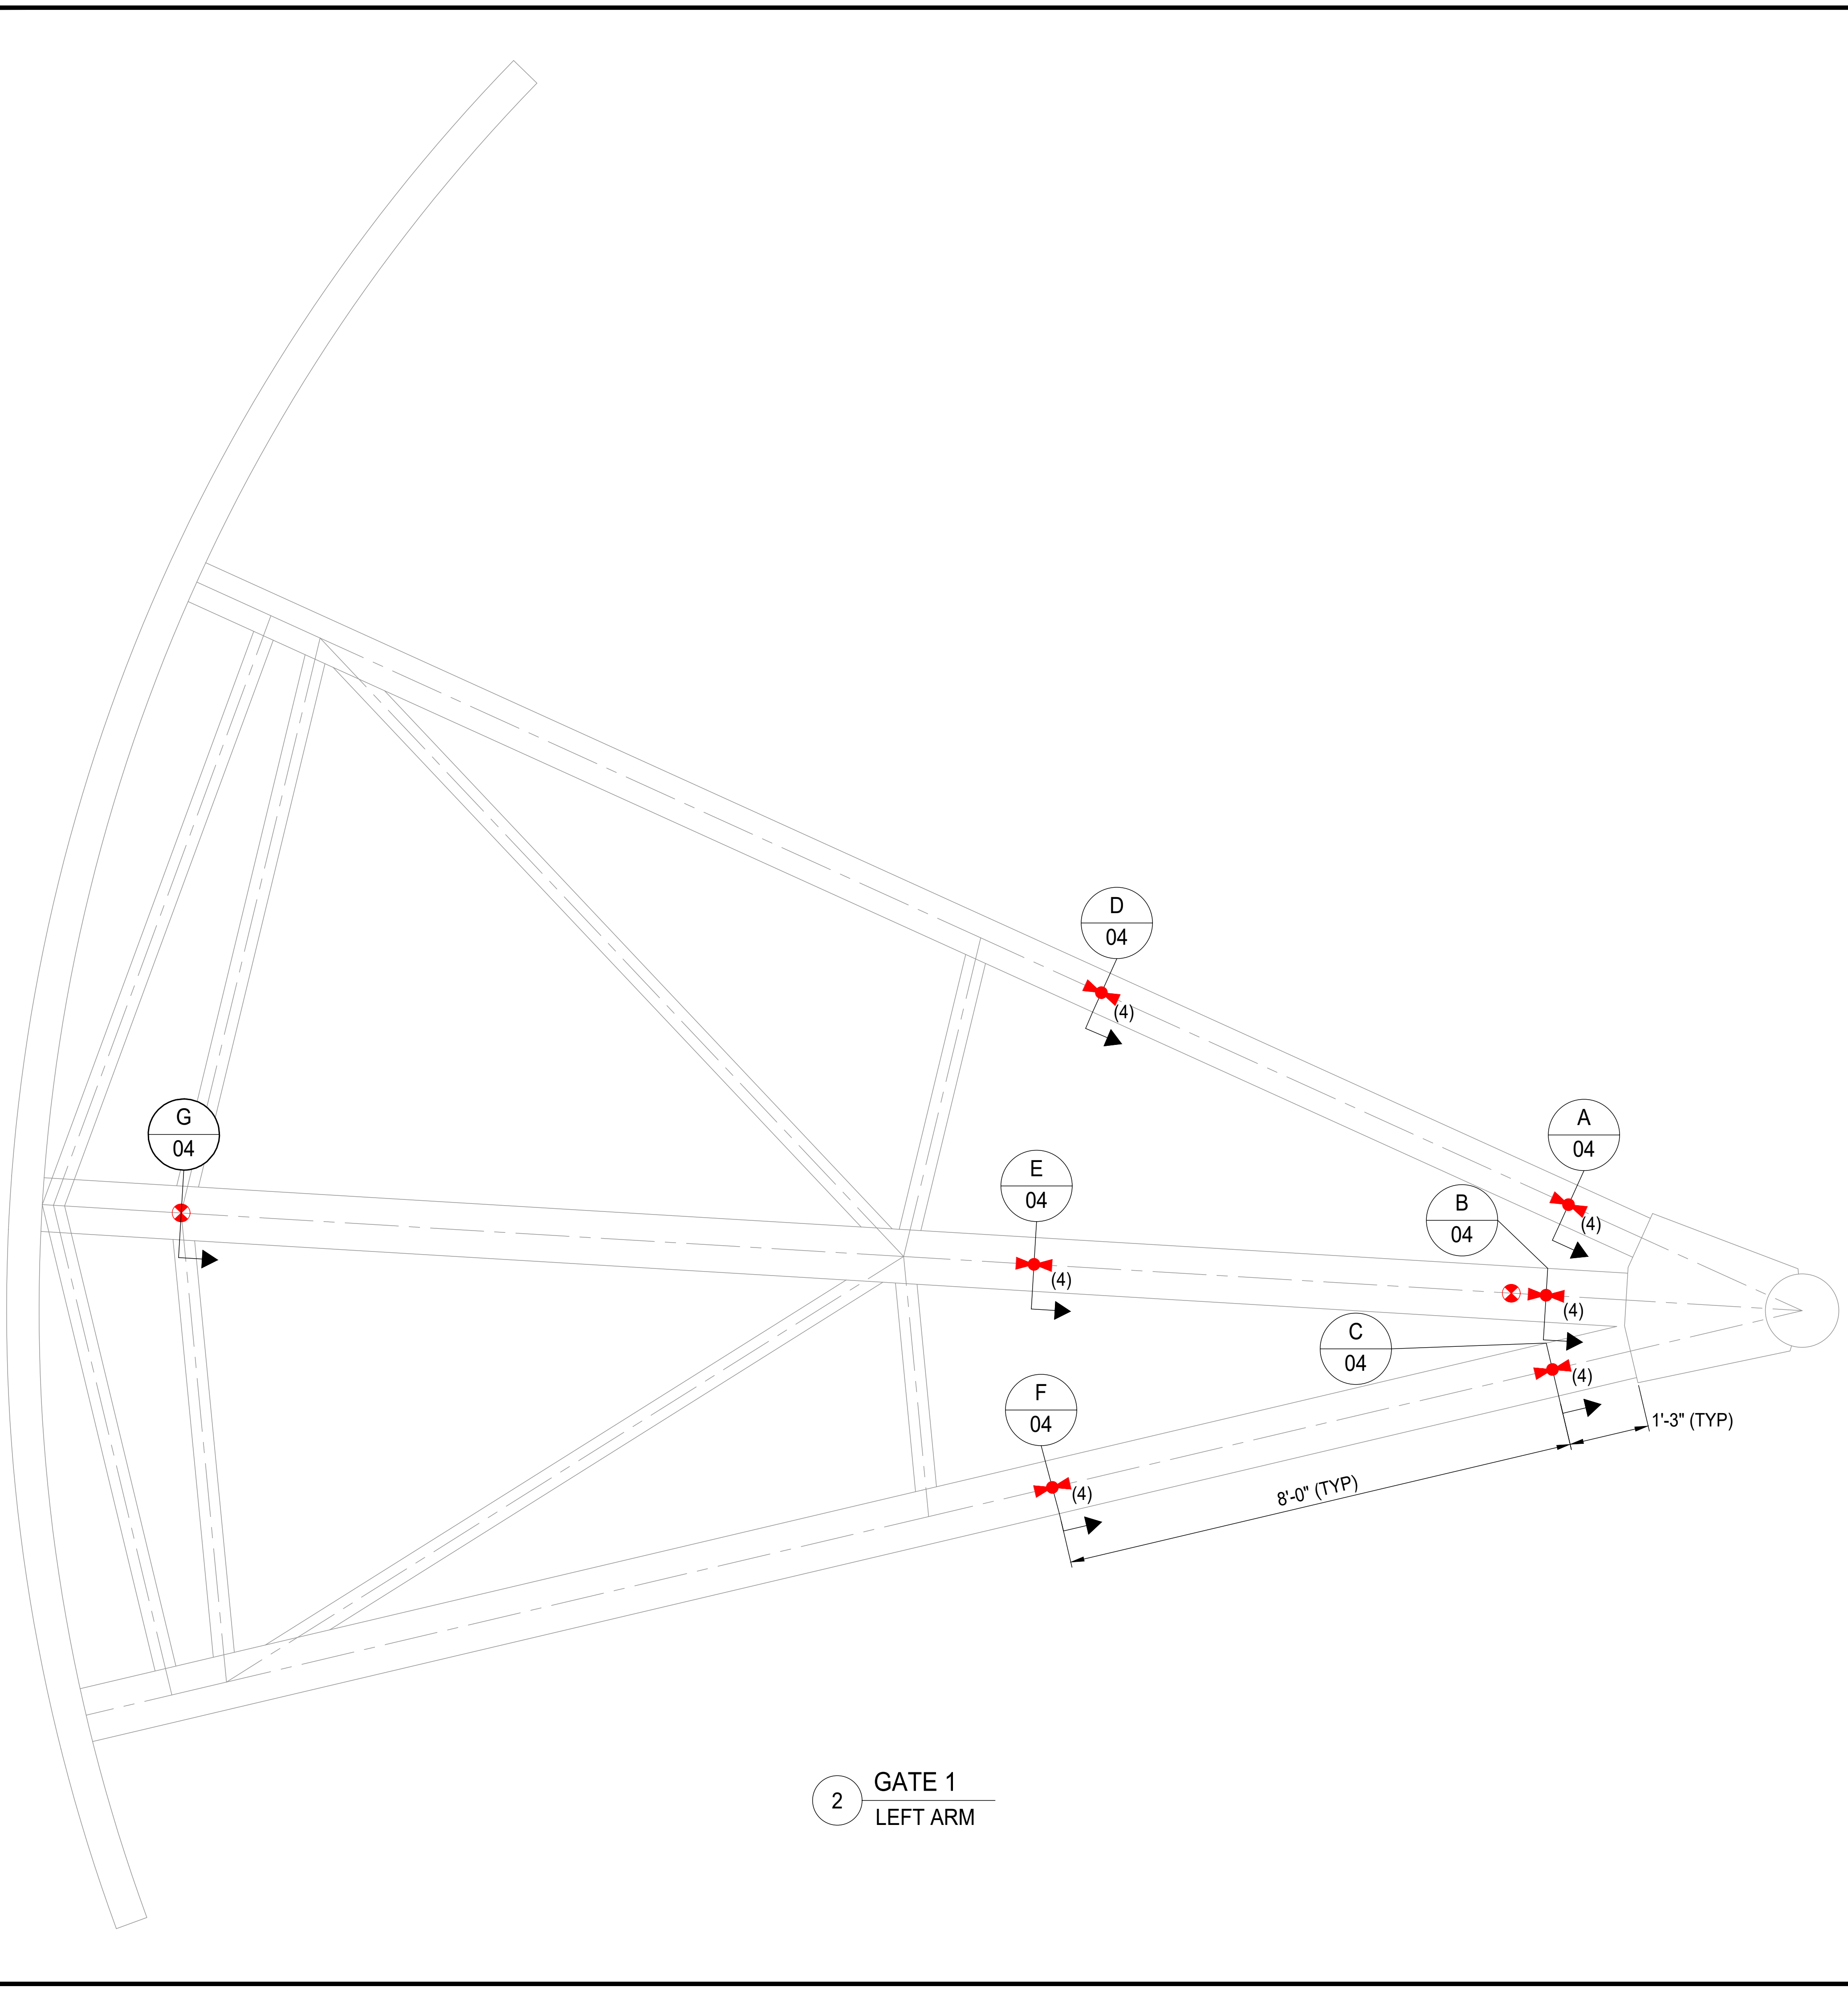 D
04
(4)
G
04
A
04
(4)
E
04
(4)
B
04
(4)
C
04
(4)
F
04
(4)
1'-3" (TYP)
8'-0" (TYP)
2
GATE 1
LEFT ARM